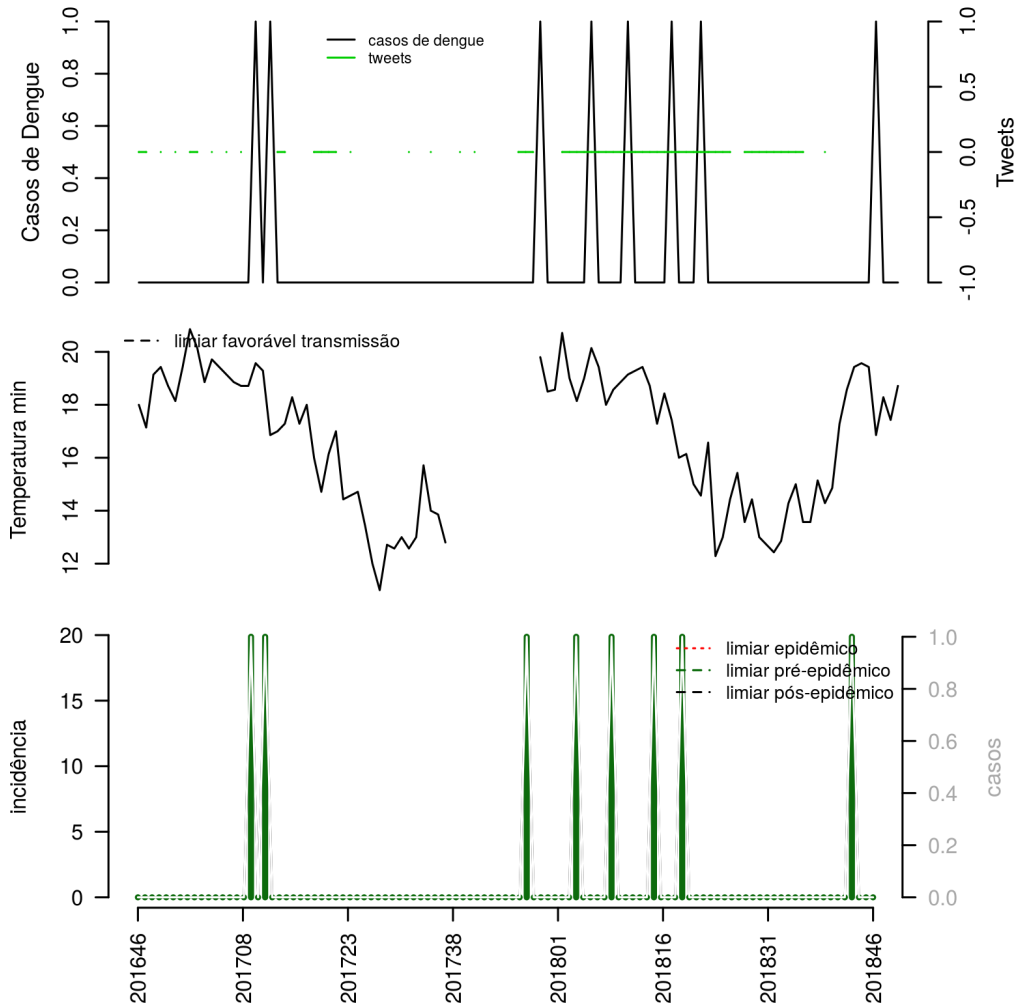 casos de dengue
tweets
Casos de Dengue
0.0 0.2 0.4 0.6 0.8 1.0
-1.0 -0.5 0.0 0.5 1.0
Tweets
limiar favorável transmissão
Temperatura min
12 14 16 18 20
limiar epidêmico
limiar pré-epidêmico
limiar pós-epidêmico
incidência
20
15
10
5
0
1.0
0.8
0.6
0.4
0.2
0.0
casos
201646 201708 201723 201738 201801 201816 201831 201846